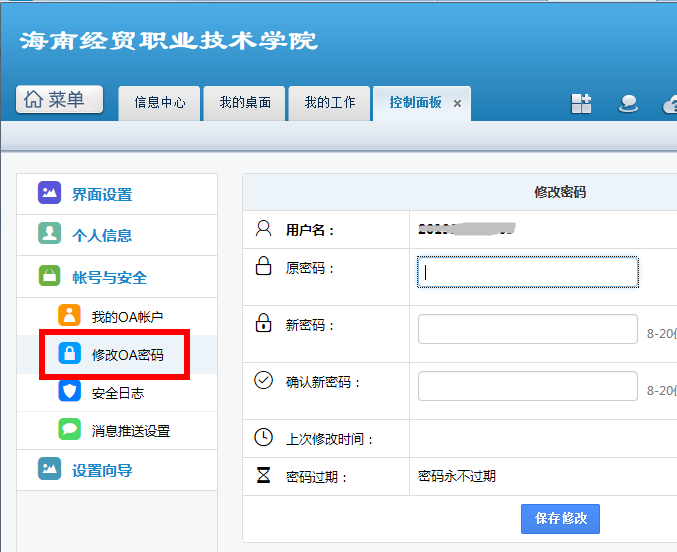 海南经贸职业技术学院
菜单
信息中心
我的桌面
我的工作
控制面板 ×
界面设置
个人信息
帐号与安全
我的OA帐户
修改OA密码
安全日志
消息推送设置
设置向导
修改密码
用户名：
原密码：
新密码：
8-20
确认新密码：
8-20
上次修改时间：
密码过期：
密码永不过期
保存修改